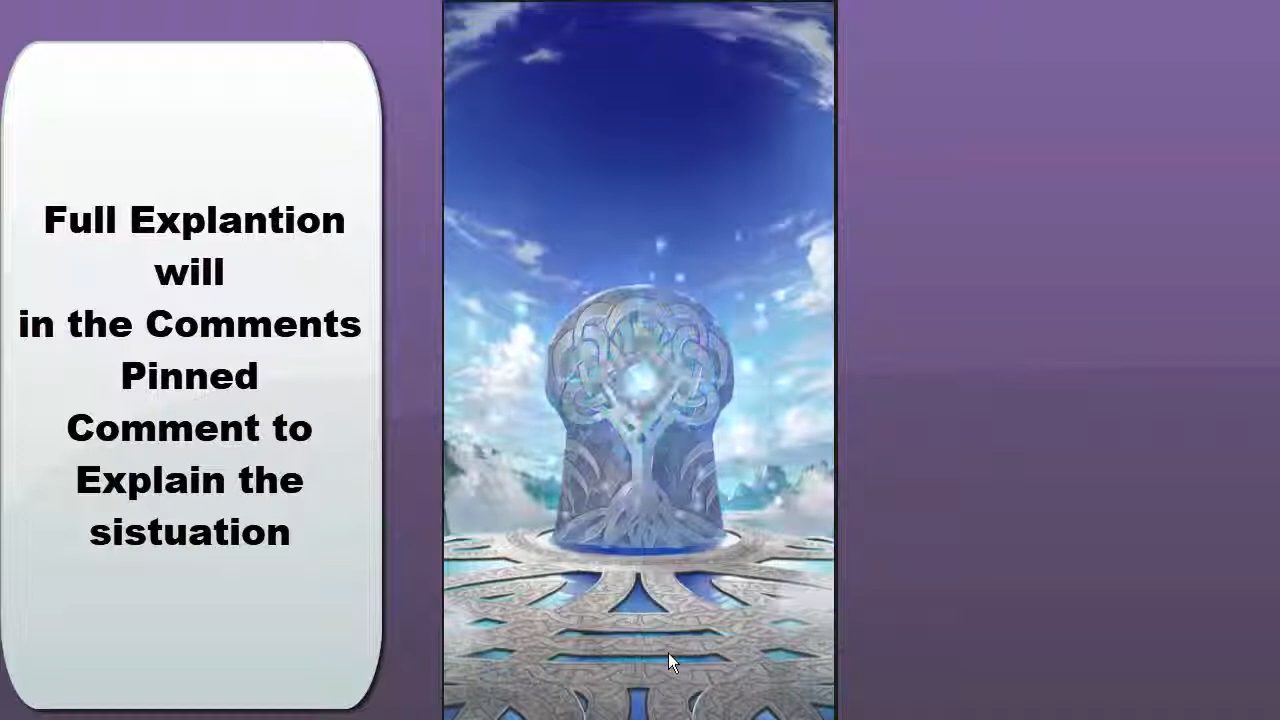 Full Explantion
will
in the Comments
Pinned
Comment to
Explain the
sistuation